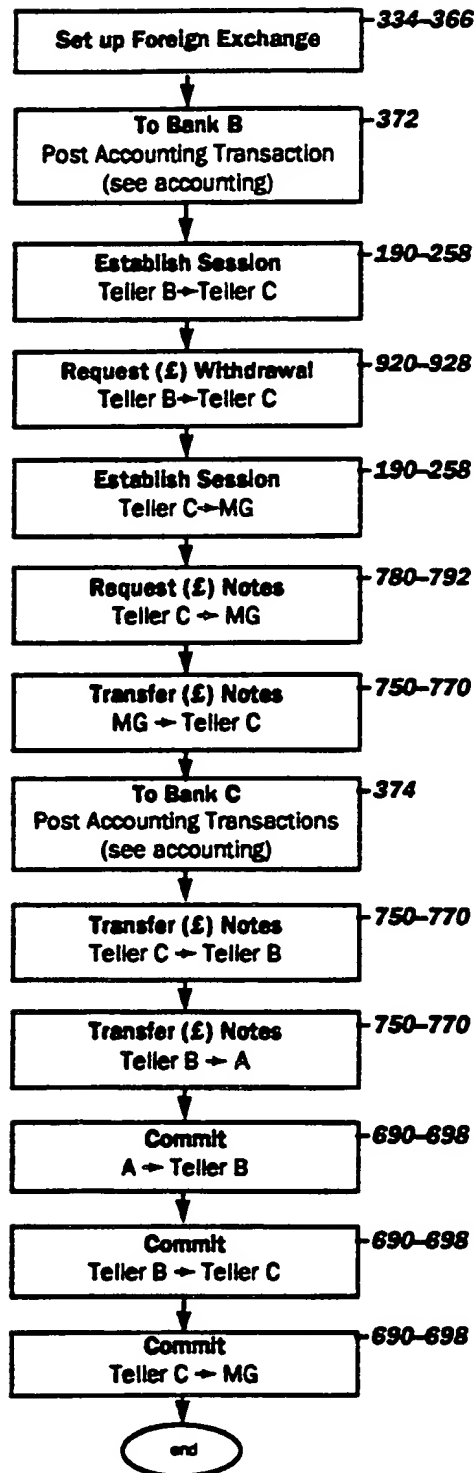 Set up Foreign Exchange
334–366
To Bank B
372
Post Accounting Transaction
(see accounting)
Establish Session
190–258
Teller B→Teller C
Request (£) Withdrawal
920–928
Teller B→Teller C
Establish Session
190–258
Teller C→MG
Request (£) Notes
780–792
Teller C → MG
Transfer (£) Notes
750–770
MG → Teller C
To Bank C
374
Post Accounting Transactions
(see accounting)
Transfer (£) Notes
750–770
Teller C → Teller B
Transfer (£) Notes
750–770
Teller B → A
Commit
690–698
A → Teller B
Commit
690–698
Teller B → Teller C
Commit
690–698
Teller C → MG
end